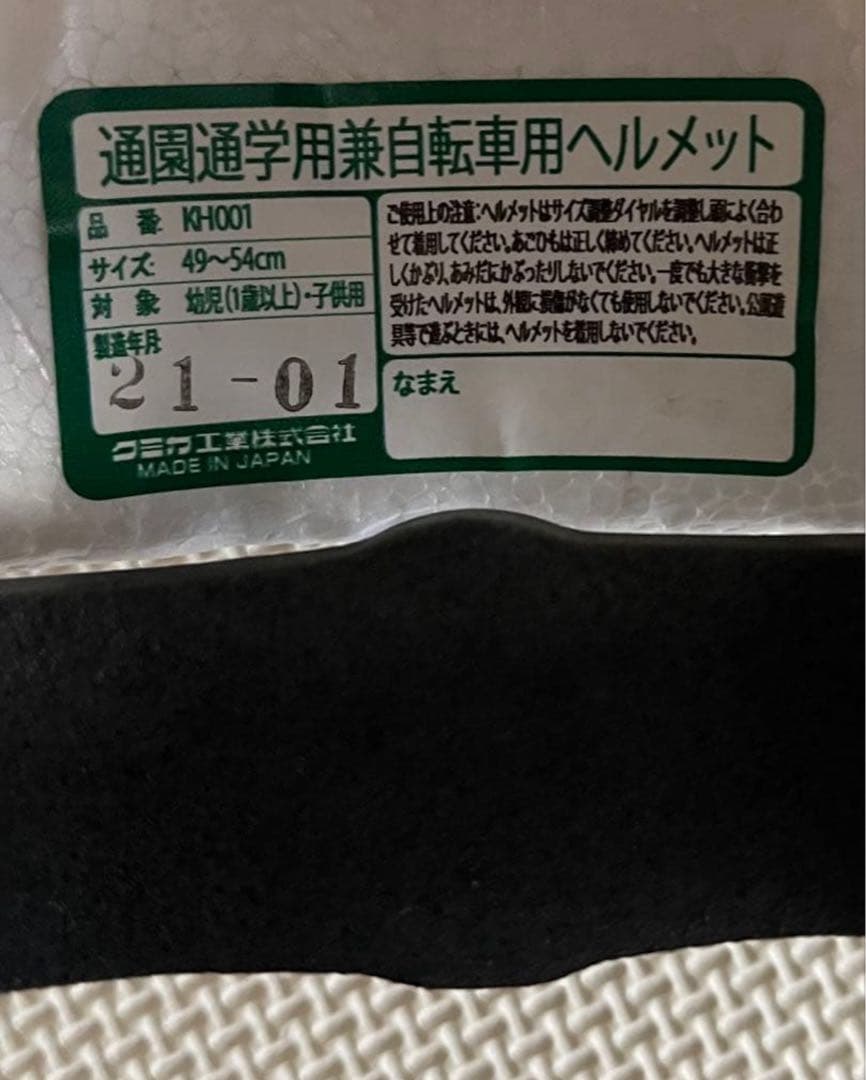 通園通学用兼自転車用ヘルメット
品 番: KH001
サイズ: 49～54cm
対 象: 幼児(1歳以上)・子供用
製造年月:
21-01
クミカ工業株式会社
MADE IN JAPAN
ご使用上の注意:ヘルメットはサイズ調整ダイヤルを調整し頭によく合わ
せて着用してください。あごひもは正しく締めてください。ヘルメットは正
しくかぶり、あみだにかぶったりしないでください。一度でも大きな衝撃を
受けたヘルメットは、外観に損傷がなくても使用しないでください。公園遊
具等で遊ぶときには、ヘルメットを着用しないでください。
なまえ